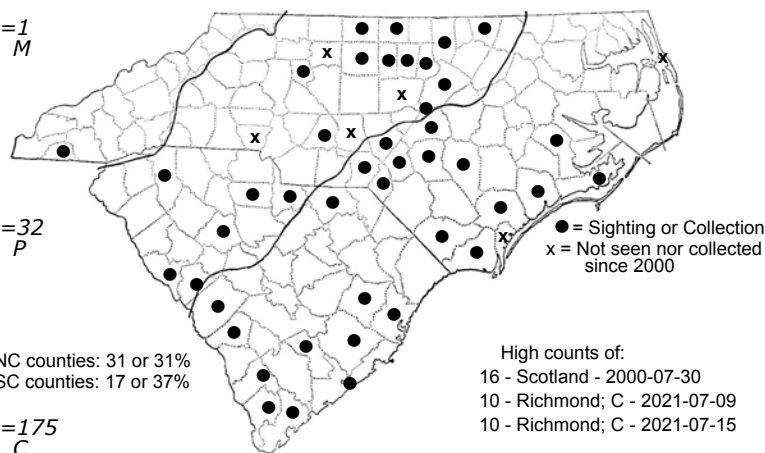 =1
M
=32
P
● = Sighting or Collection
x = Not seen nor collected
since 2000
NC counties: 31 or 31%
SC counties: 17 or 37%
High counts of:
16 - Scotland - 2000-07-30
10 - Richmond; C - 2021-07-09
10 - Richmond; C - 2021-07-15
=175
C